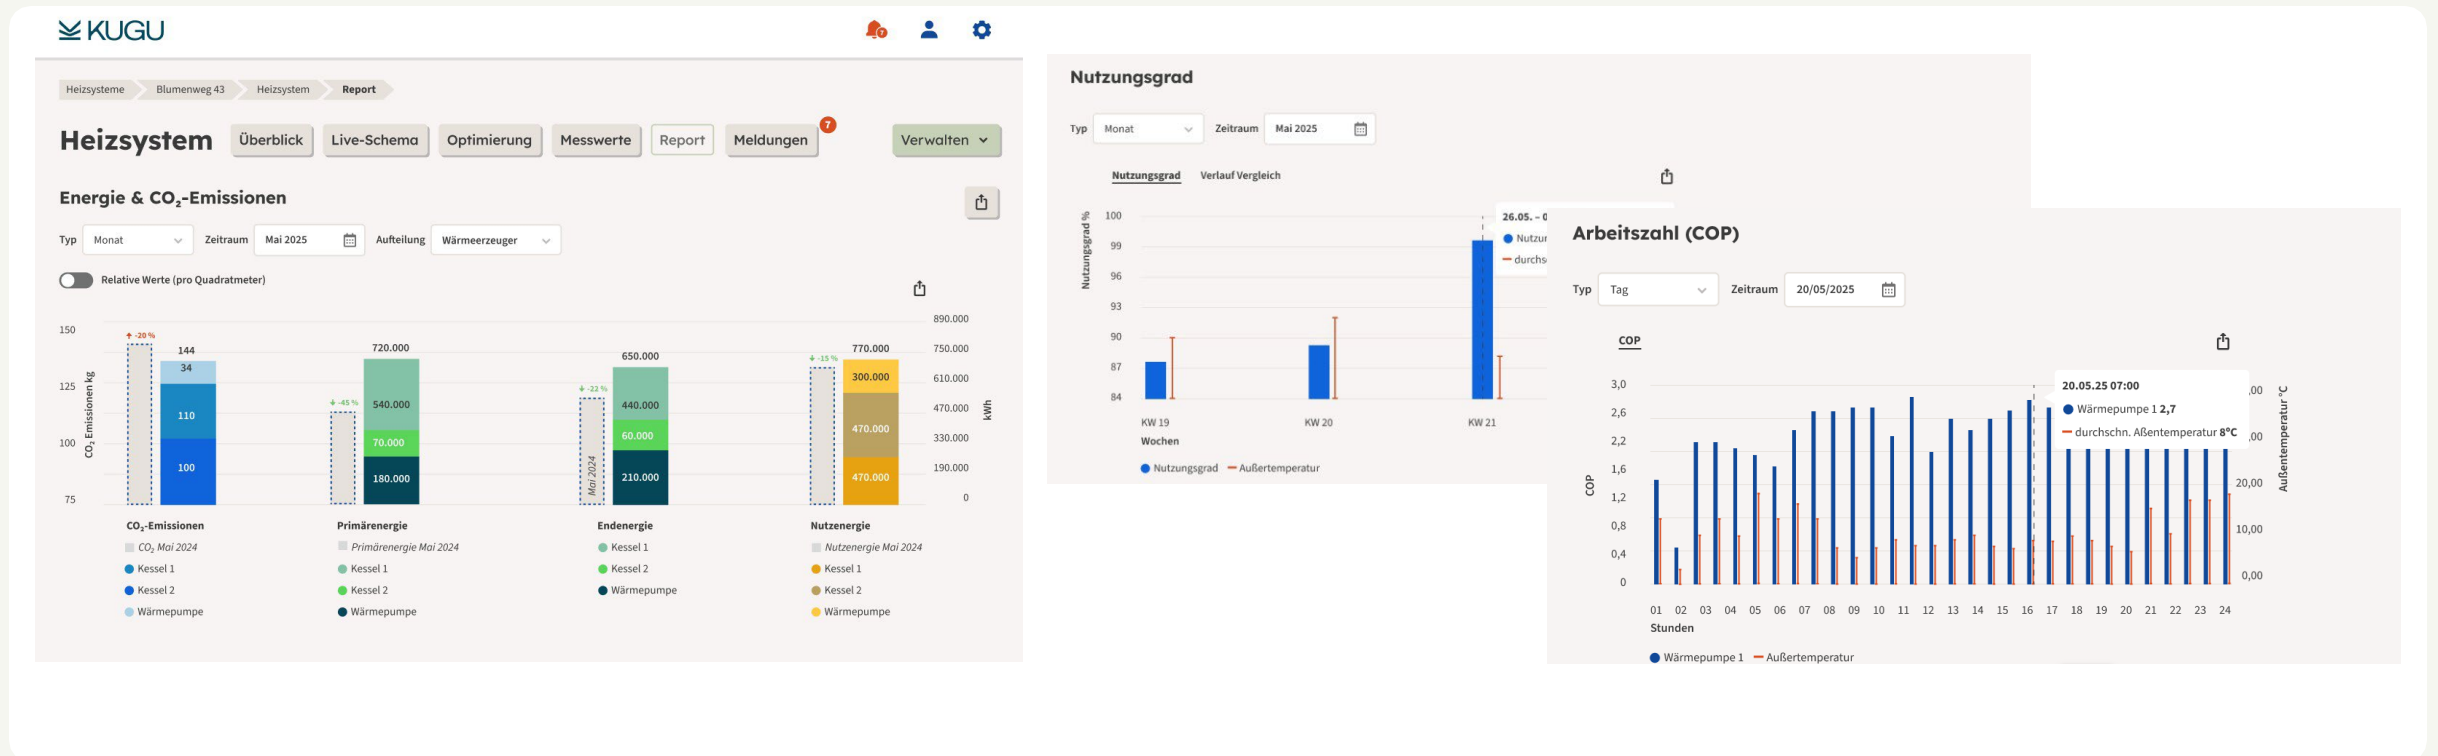 KUGU
7
Heizsysteme Blumenweg 43 Heizsystem Report
Heizsystem Überblick Live-Schema Optimierung Messwerte Report Meldungen 7 Verwalten
Energie & CO₂-Emissionen
Typ Monat Zeitraum Mai 2025 Aufteilung Wärmeerzeuger
Relative Werte (pro Quadratmeter)
150
125
100
75
CO₂ Emissionen kg
-20 %
144
34
110
100
-45 %
720.000
540.000
70.000
180.000
-22 %
Mai 2024
650.000
440.000
60.000
210.000
-15 %
770.000
300.000
470.000
470.000
890.000
750.000
610.000
470.000
330.000
190.000
0
kWh
CO₂-Emissionen
CO₂ Mai 2024
Kessel 1
Kessel 2
Wärmepumpe
Primärenergie
Primärenergie Mai 2024
Kessel 1
Kessel 2
Wärmepumpe
Endenergie
Kessel 1
Kessel 2
Wärmepumpe
Nutzenergie
Nutzenergie Mai 2024
Kessel 1
Kessel 2
Wärmepumpe
Nutzungsgrad
Typ Monat Zeitraum Mai 2025
Nutzungsgrad Verlauf Vergleich
Nutzungsgrad %
100
99
96
93
90
87
84
26.05. – 0
Nutzur
durchs
KW 19 KW 20 KW 21
Wochen
Nutzungsgrad Außertemperatur
Arbeitszahl (COP)
Typ Tag Zeitraum 20/05/2025
COP
3,0
2,6
2,2
1,6
1,2
0,8
0,4
0
COP
20.05.25 07:00
Wärmepumpe 1 2,7
durchschn. Aßentemperatur 8°C
,00
,00
20,00
10,00
0,00
Außentemperatur °C
01 02 03 04 05 06 07 08 09 10 11 12 13 14 15 16 17 18 19 20 21 22 23 24
Stunden
Wärmepumpe 1 Außertemperatur